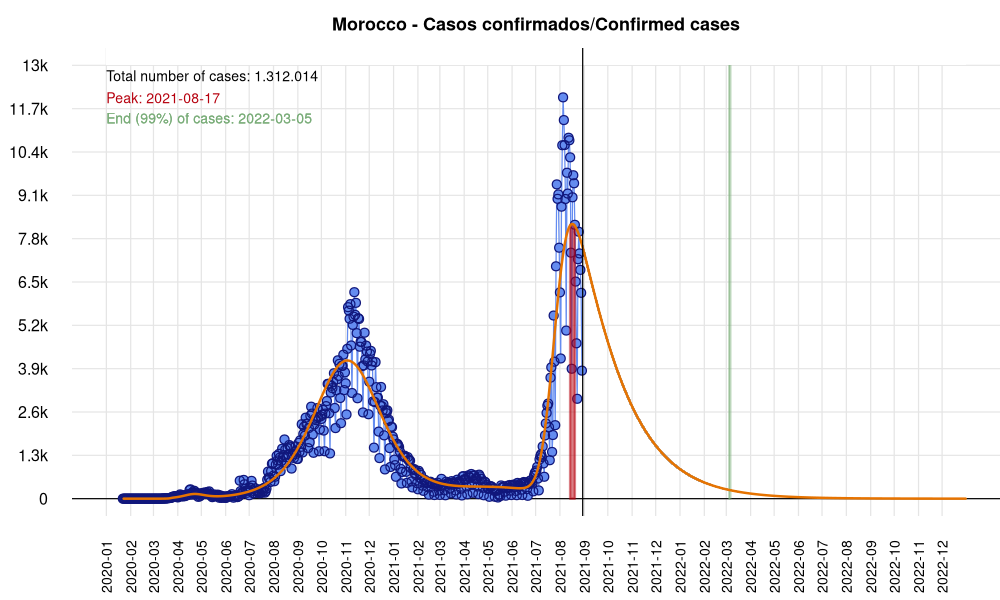 Morocco - Casos confirmados/Confirmed cases
13k
Total number of cases: 1.312.014
Peak: 2021-08-17
End (99%) of cases: 2022-03-05
11.7k
10.4k
9.1k
7.8k
6.5k
5.2k
3.9k
2.6k
1.3k
0
2020-01
2020-02
2020-03
2020-04
2020-05
2020-06
2020-07
2020-08
2020-09
2020-10
2020-11
2020-12
2021-01
2021-02
2021-03
2021-04
2021-05
2021-06
2021-07
2021-08
2021-09
2021-10
2021-11
2021-12
2022-01
2022-02
2022-03
2022-04
2022-05
2022-06
2022-07
2022-08
2022-09
2022-10
2022-11
2022-12